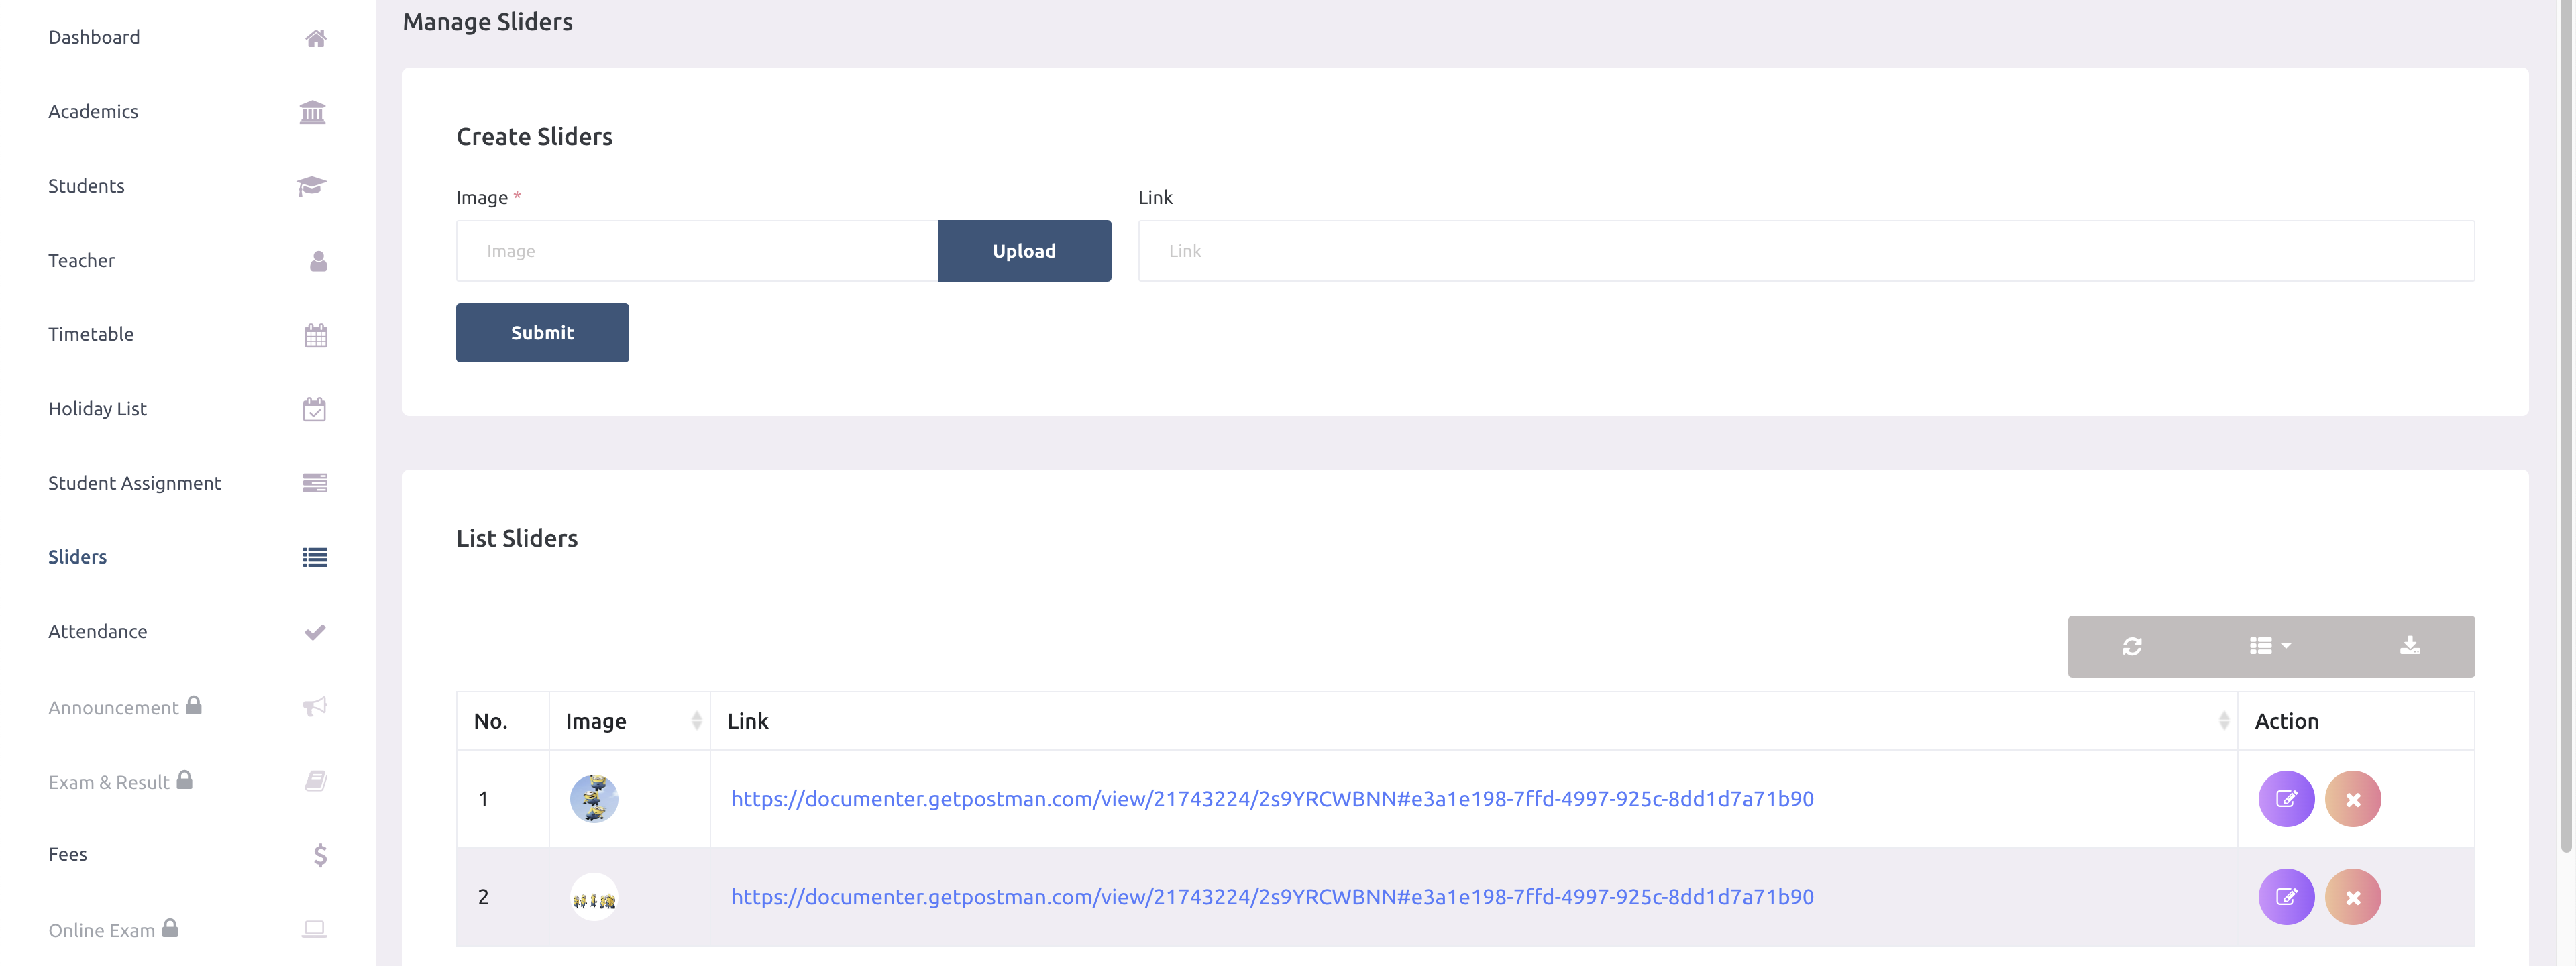 Dashboard
Academics
Students
Teacher
Timetable
Holiday List
Student Assignment
Sliders
Attendance
Announcement
Exam & Result
Fees
Online Exam
Manage Sliders
Create Sliders
Image *
Link
Image
Upload
Link
Submit
List Sliders
No. Image Link Action
1 https://documenter.getpostman.com/view/21743224/2s9YRCWBNN#e3a1e198-7ffd-4997-925c-8dd1d7a71b90
2 https://documenter.getpostman.com/view/21743224/2s9YRCWBNN#e3a1e198-7ffd-4997-925c-8dd1d7a71b90